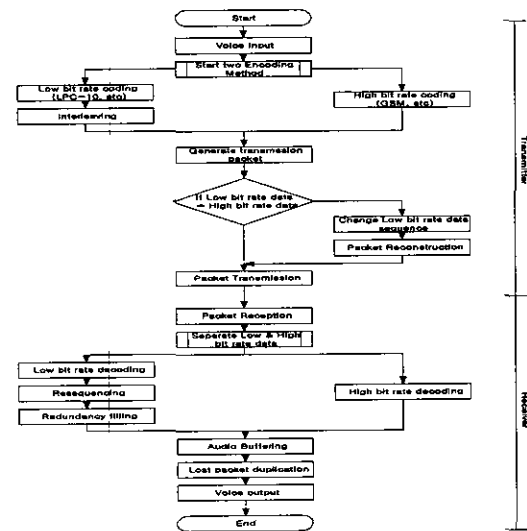 Start
Voice Input
Start two Encoding
Method
Low bit rate coding
(LPC-10, etc)
High bit rate coding
(GSM, etc)
Interleaving
Generate transmission
packet
If Low bit rate data
= High bit rate data
Change Low bit rate data
sequence
Packet Reconstruction
Packet Transmission
Transmitter
Packet Reception
Separate Low & High
bit rate data
Low bit rate decoding
High bit rate decoding
Resequencing
Redundancy filling
Audio Buffering
Lost packet duplication
Voice output
End
Receiver